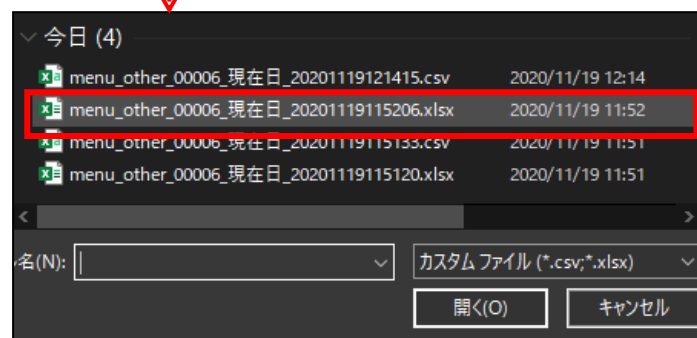 今日 (4)
menu_other_00006_現在日_20201119121415.csv 2020/11/19 12:14
menu_other_00006_現在日_20201119115206.xlsx 2020/11/19 11:52
menu_other_00006_現在日_20201119115133.csv 2020/11/19 11:51
menu_other_00006_現在日_20201119115120.xlsx 2020/11/19 11:51
名(N): カスタム ファイル (*.csv;*.xlsx)
開く(O) キャンセル